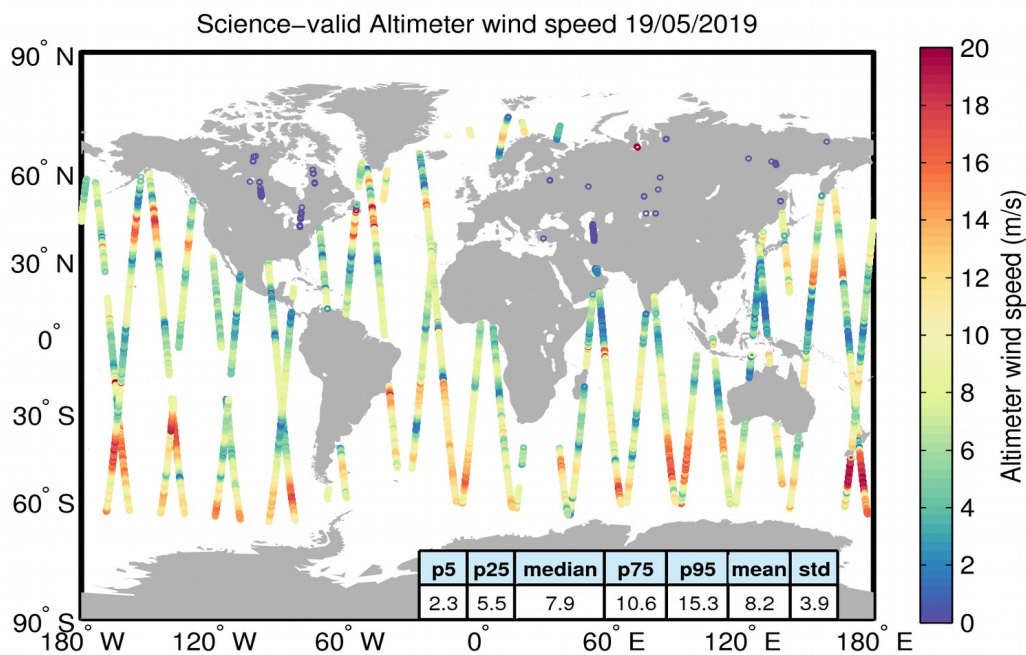 Science−valid Altimeter wind speed 19/05/2019
90° N
60° N
30° N
0°
30° S
60° S
90° S
180° W
120° W
60° W
0°
60° E
120° E
180° E
p5 p25 median p75 p95 mean std
2.3 5.5 7.9 10.6 15.3 8.2 3.9
20
18
16
14
12
10
8
6
4
2
0
Altimeter wind speed (m/s)